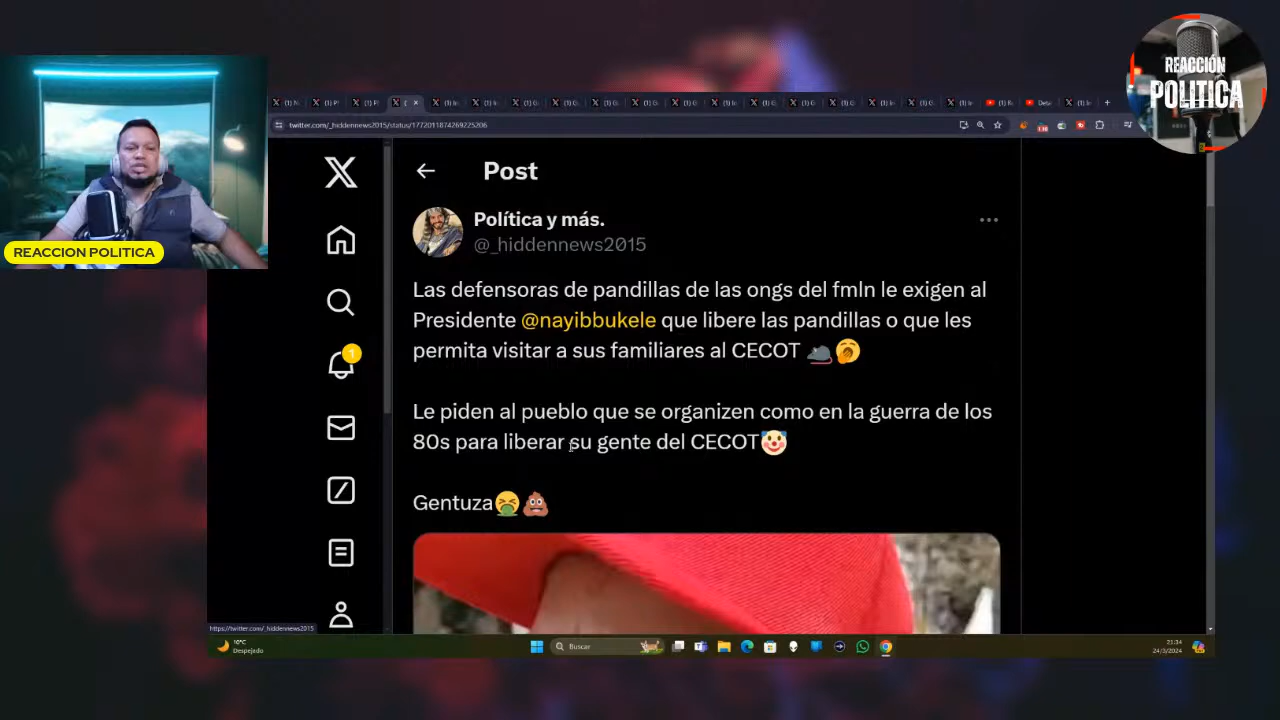 REACCIÓN
POLITICA
twitter.com/_hiddennews2015/status/1772011874269225206
Post
Política y más.
@_hiddennews2015
Las defensoras de pandillas de las ongs del fmln le exigen al
Presidente @nayibbukele que libere las pandillas o que les
permita visitar a sus familiares al CECOT 🐀🥱
Le piden al pueblo que se organizen como en la guerra de los
80s para liberar su gente del CECOT🤡
Gentuza🤮💩
1
REACCION POLITICA
https://twitter.com/_hiddennews2015
Despejado
Buscar
21:34
24/3/2024